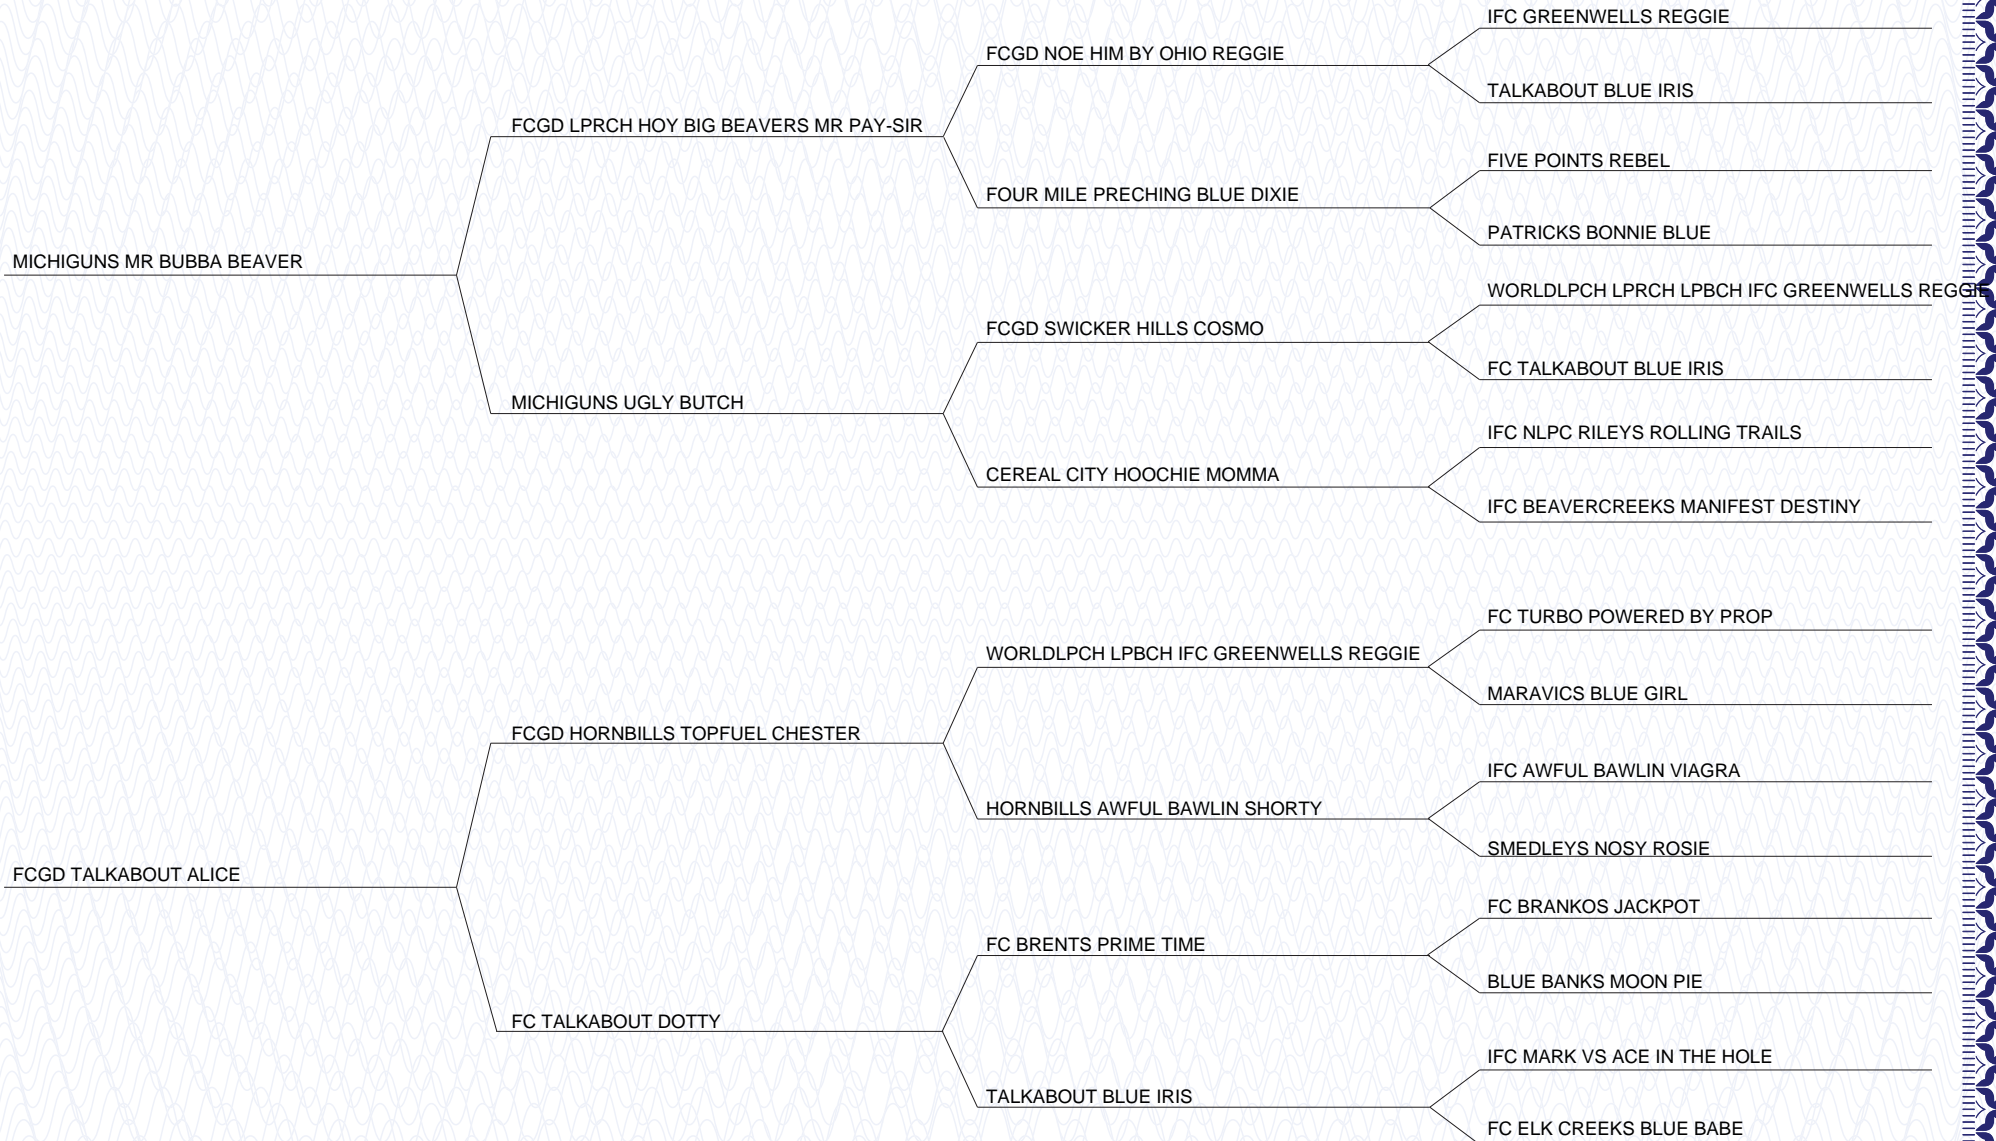 IFC GREENWELLS REGGIE
FCGD NOE HIM BY OHIO REGGIE
TALKABOUT BLUE IRIS
FCGD LPRCH HOY BIG BEAVERS MR PAY-SIR
FIVE POINTS REBEL
FOUR MILE PRECHING BLUE DIXIE
PATRICKS BONNIE BLUE
MICHIGUNS MR BUBBA BEAVER
WORLDLPCH LPRCH LPBCH IFC GREENWELLS REGGIE
FCGD SWICKER HILLS COSMO
FC TALKABOUT BLUE IRIS
MICHIGUNS UGLY BUTCH
IFC NLPC RILEYS ROLLING TRAILS
CEREAL CITY HOOCHIE MOMMA
IFC BEAVERCREEKS MANIFEST DESTINY
FC TURBO POWERED BY PROP
WORLDLPCH LPBCH IFC GREENWELLS REGGIE
MARAVICS BLUE GIRL
FCGD HORNBILLS TOPFUEL CHESTER
IFC AWFUL BAWLIN VIAGRA
HORNBILLS AWFUL BAWLIN SHORTY
SMEDLEYS NOSY ROSIE
FCGD TALKABOUT ALICE
FC BRANKOS JACKPOT
FC BRENTS PRIME TIME
BLUE BANKS MOON PIE
FC TALKABOUT DOTTY
IFC MARK VS ACE IN THE HOLE
TALKABOUT BLUE IRIS
FC ELK CREEKS BLUE BABE